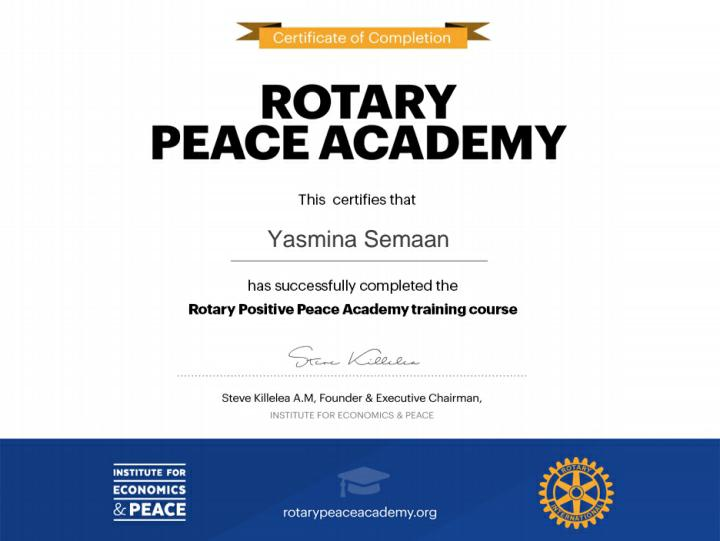 Certificate of Completion
ROTARY
PEACE ACADEMY
This certifies that
Yasmina Semaan
has successfully completed the
Rotary Positive Peace Academy training course
Steve Killelea
Steve Killelea A.M, Founder & Executive Chairman,
INSTITUTE FOR ECONOMICS & PEACE
INSTITUTE FOR
ECONOMICS
& PEACE
rotarypeaceacademy.org
ROTARY
INTERNATIONAL